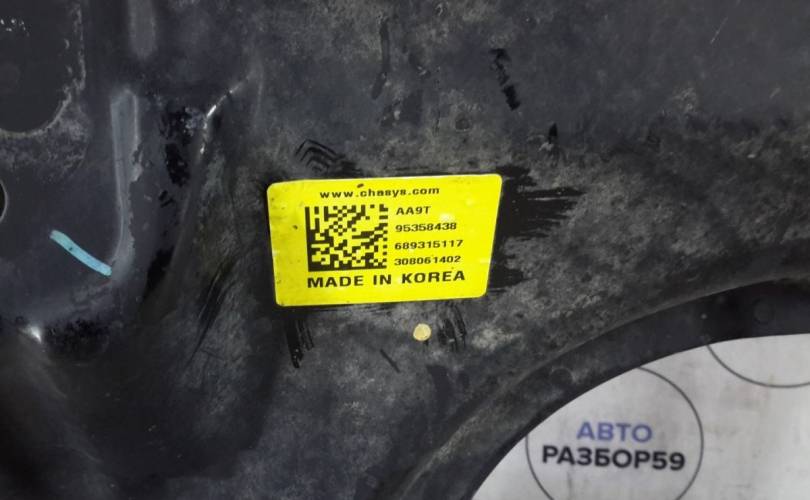 www.chasys.com
AA9T
95358438
689315117
308061402
MADE IN KOREA
АВТО
РАЗБОР59